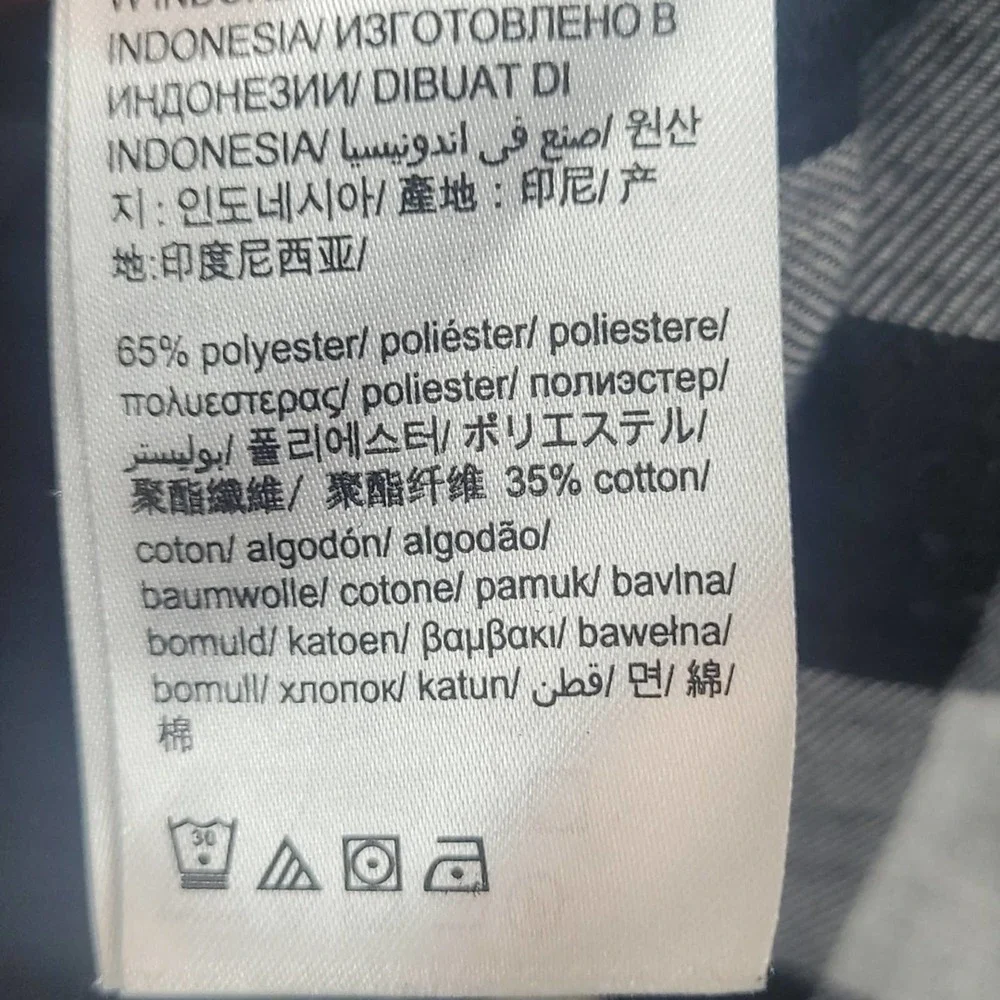 INDONESIA/ ИЗГОТОВЛЕНО В
ИНДОНЕЗИИ/ DIBUAT DI
INDONESIA/ صنع في اندونيسيا/ 원산
지 : 인도네시아/ 產地 : 印尼/ 产
地:印度尼西亚/
65% polyester/ poliéster/ poliestere/
πολυεστερας/ poliester/ полиэстер/
بوليستر/ 폴리에스터/ ポリエステル/
聚酯纖維/ 聚酯纤维 35% cotton/
coton/ algodón/ algodão/
baumwolle/ cotone/ pamuk/ bavlna/
bomuld/ katoen/ βαμβακι/ bawełna/
bomull/ хлопок/ katun/ قطن/ 면/ 綿/
棉
30